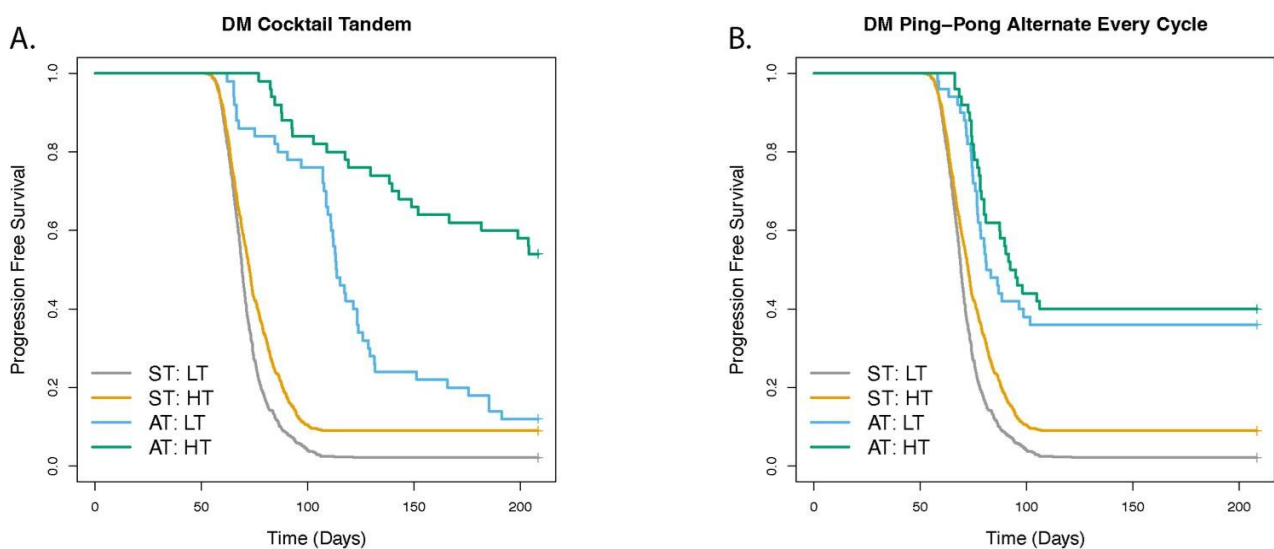 A.
DM Cocktail Tandem
Progression Free Survival
1.0
0.8
0.6
0.4
0.2
0.0
ST: LT
ST: HT
AT: LT
AT: HT
0 50 100 150 200
Time (Days)
B.
DM Ping–Pong Alternate Every Cycle
Progression Free Survival
1.0
0.8
0.6
0.4
0.2
0.0
ST: LT
ST: HT
AT: LT
AT: HT
0 50 100 150 200
Time (Days)